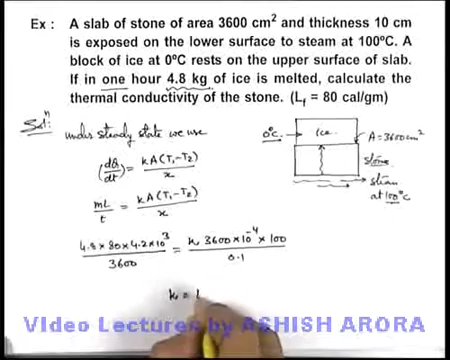 Ex : A slab of stone of area 3600 cm² and thickness 10 cm
is exposed on the lower surface to steam at 100ºC. A
block of ice at 0ºC rests on the upper surface of slab.
If in one hour 4.8 kg of ice is melted, calculate the
thermal conductivity of the stone. (Lf = 80 cal/gm)
Solⁿ:
under steady state we use
(dQ/dt) = kA(T₁-T₂)/x
mL/t = kA(T₁-T₂)/x
4.8 × 80 × 4.2 × 10³/3600 = k 3600 × 10⁻⁴ × 100/0.1
k =
0°C
Ice
A = 3600 cm²
Stone
steam
at 100°C
Video Lectures by ASHISH ARORA